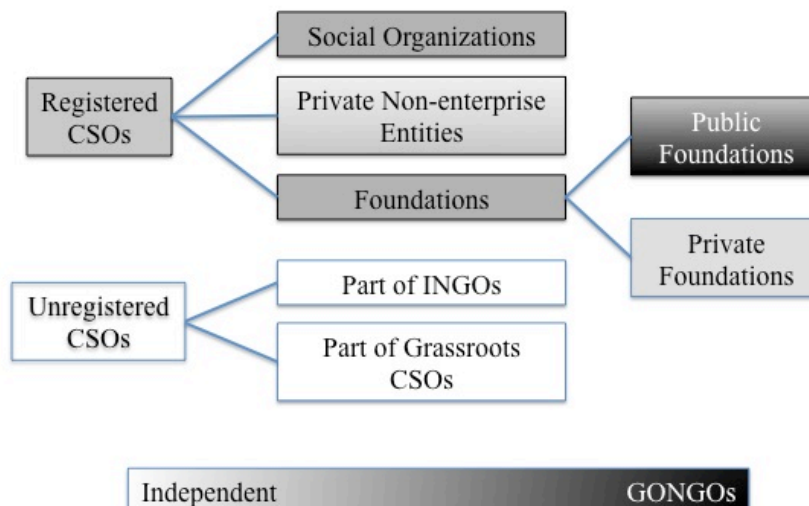 Registered
CSOs
Social Organizations
Private Non-enterprise
Entities
Foundations
Public
Foundations
Private
Foundations
Unregistered
CSOs
Part of INGOs
Part of Grassroots
CSOs
Independent
GONGOs